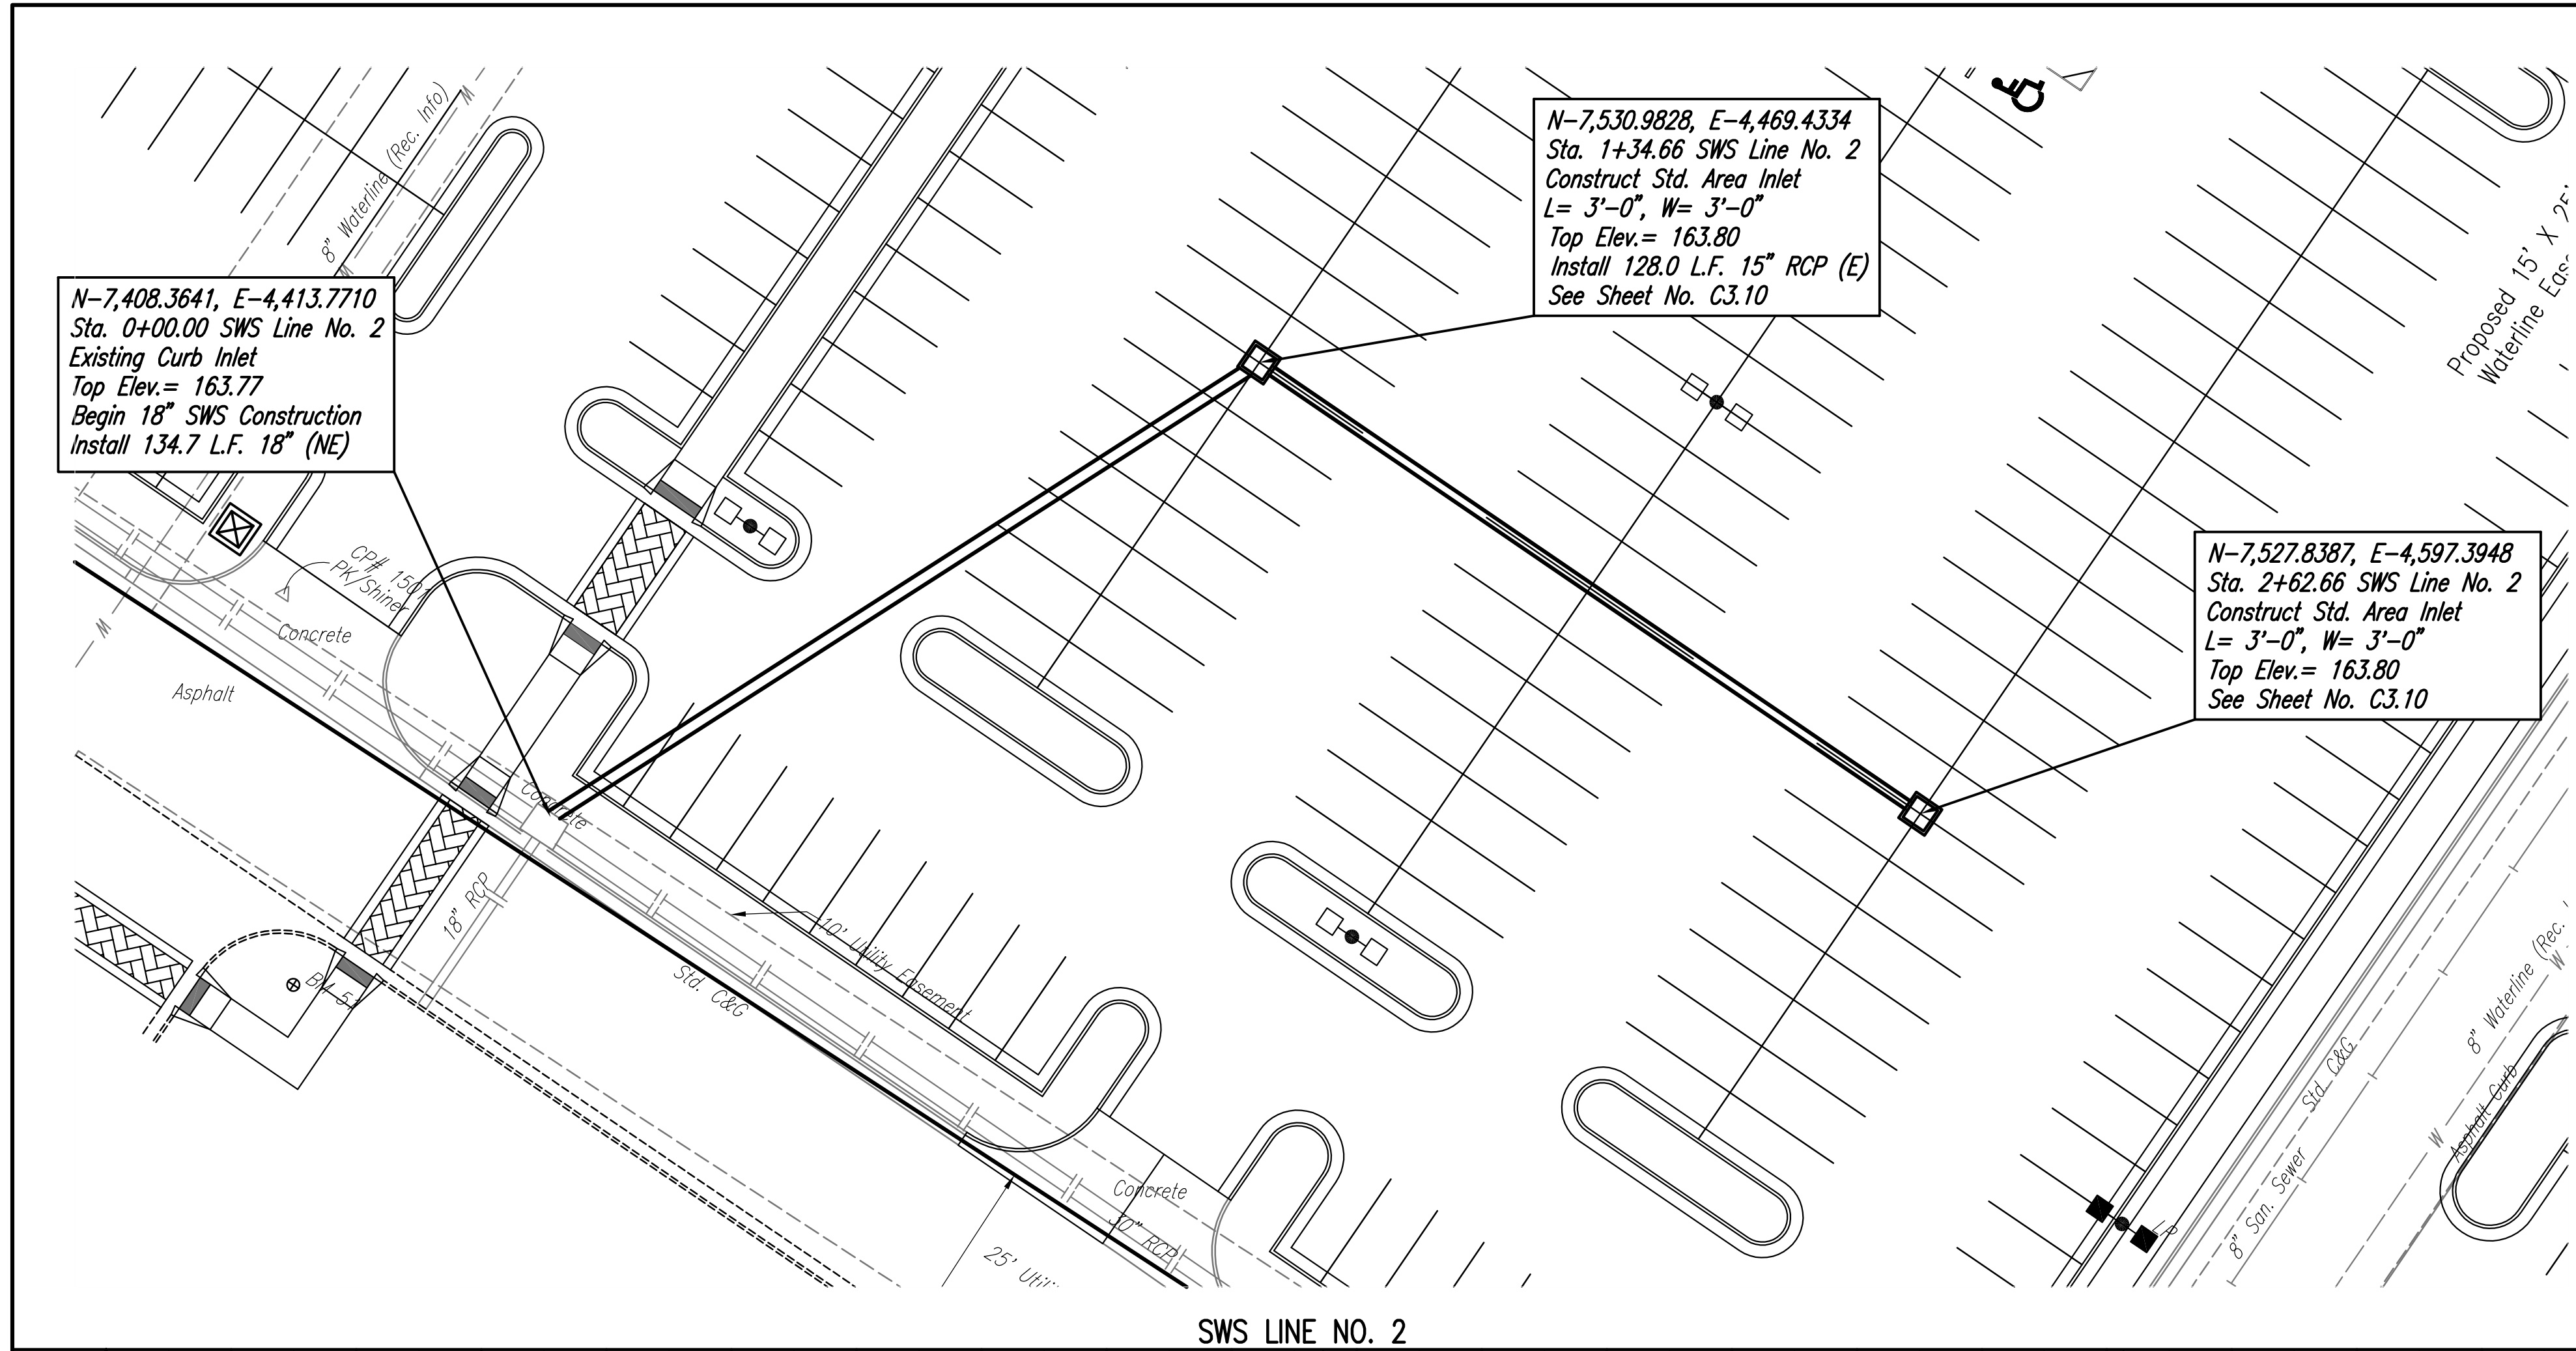 8" Waterline (Rec. Info)
W
W
N-7,530.9828, E-4,469.4334
Sta. 1+34.66 SWS Line No. 2
Construct Std. Area Inlet
L= 3'-0", W= 3'-0"
Top Elev.= 163.80
Install 128.0 L.F. 15" RCP (E)
See Sheet No. C3.10
Proposed 15' X 25'
Waterline
N-7,408.3641, E-4,413.7710
Sta. 0+00.00 SWS Line No. 2
Existing Curb Inlet
Top Elev.= 163.77
Begin 18" SWS Construction
Install 134.7 L.F. 18" (NE)
CP# 1501
PK/Shiner
W
Concrete
Asphalt
N-7,527.8387, E-4,597.3948
Sta. 2+62.66 SWS Line No. 2
Construct Std. Area Inlet
L= 3'-0", W= 3'-0"
Top Elev.= 163.80
See Sheet No. C3.10
Concrete
18" RCP
10' Utility Easement
Std. C&G
BM 51
8" Waterline (Rec.
W
W
Std. C&G
Asphalt Curb
8" San. Sewer
LP
Concrete
30" RCP
25'
SWS LINE NO. 2